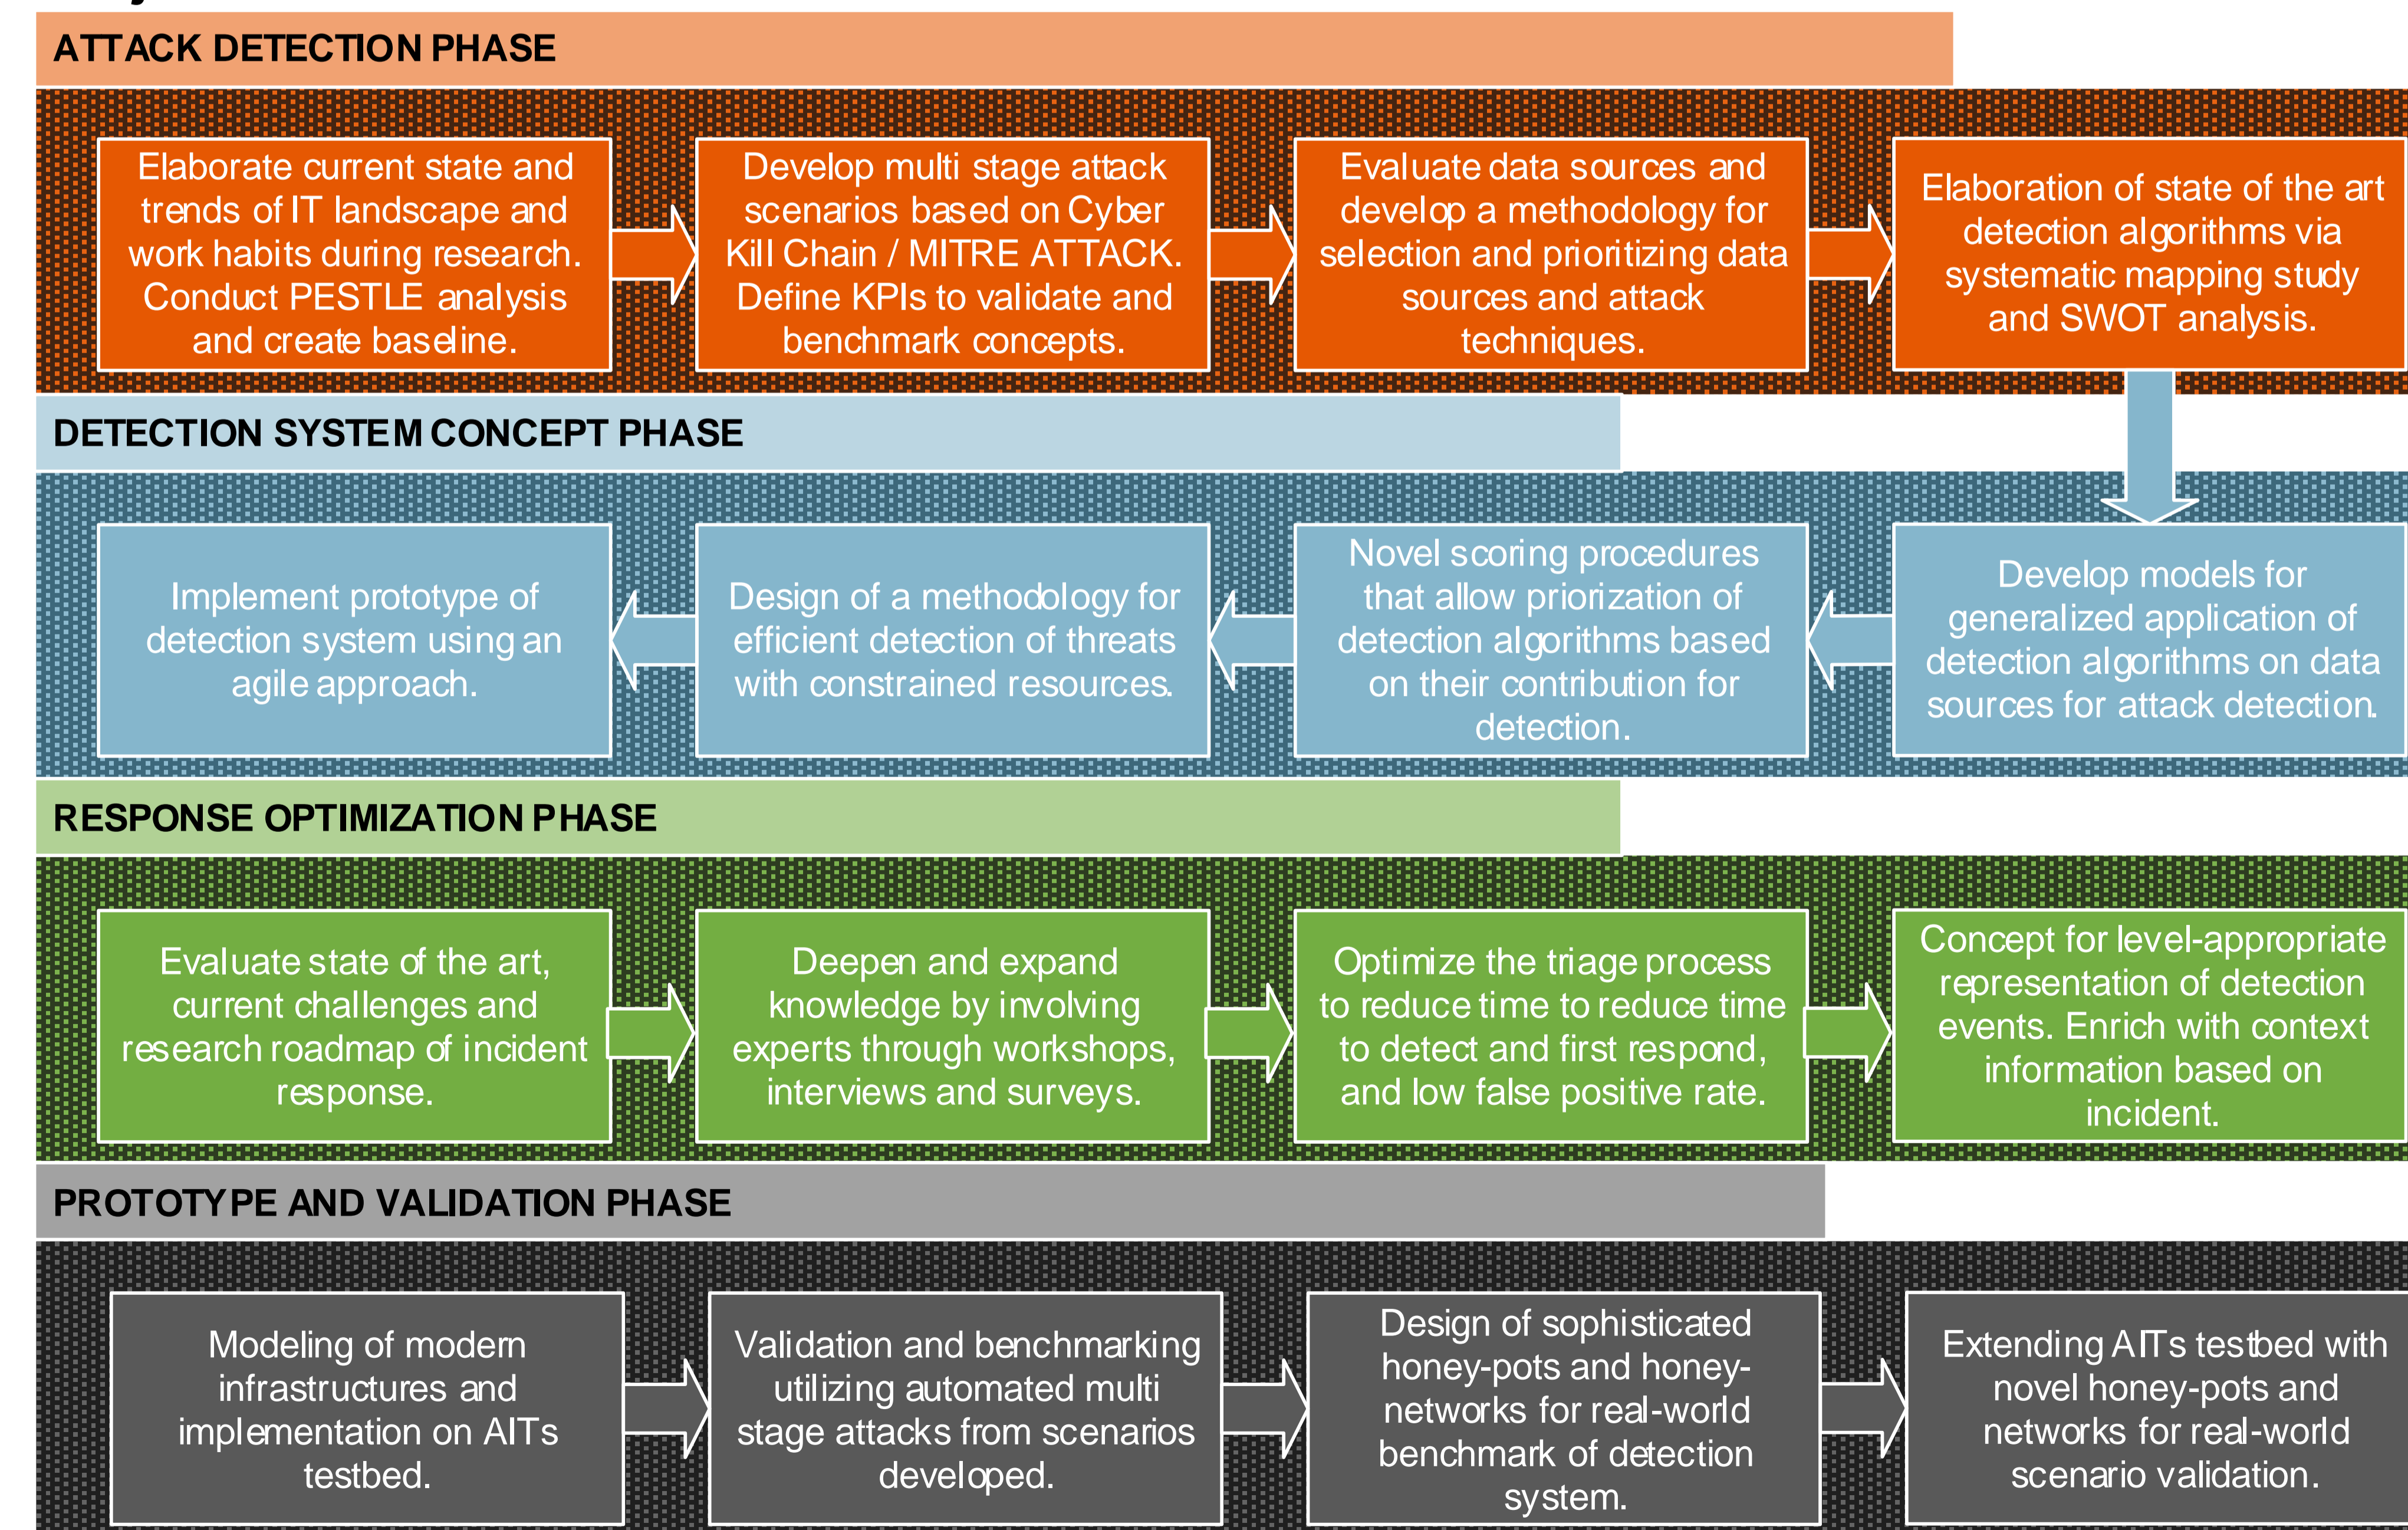 ATTACK DETECTION PHASE
Elaborate current state and
trends of IT landscape and
work habits during research.
Conduct PESTLE analysis
and create baseline.
Develop multi stage attack
scenarios based on Cyber
Kill Chain / MITRE ATTACK.
Define KPIs to validate and
benchmark concepts.
Evaluate data sources and
develop a methodology for
selection and prioritizing data
sources and attack
techniques.
Elaboration of state of the art
detection algorithms via
systematic mapping study
and SWOT analysis.
DETECTION SYSTEM CONCEPT PHASE
Implement prototype of
detection system using an
agile approach.
Design of a methodology for
efficient detection of threats
with constrained resources.
Novel scoring procedures
that allow priorization of
detection algorithms based
on their contribution for
detection.
Develop models for
generalized application of
detection algorithms on data
sources for attack detection.
RESPONSE OPTIMIZATION PHASE
Evaluate state of the art,
current challenges and
research roadmap of incident
response.
Deepen and expand
knowledge by involving
experts through workshops,
interviews and surveys.
Optimize the triage process
to reduce time to reduce time
to detect and first respond,
and low false positive rate.
Concept for level-appropriate
representation of detection
events. Enrich with context
information based on
incident.
PROTOTYPE AND VALIDATION PHASE
Modeling of modern
infrastructures and
implementation on AITs
testbed.
Validation and benchmarking
utilizing automated multi
stage attacks from scenarios
developed.
Design of sophisticated
honey-pots and honey-
networks for real-world
benchmark of detection
system.
Extending AITs testbed with
novel honey-pots and
networks for real-world
scenario validation.